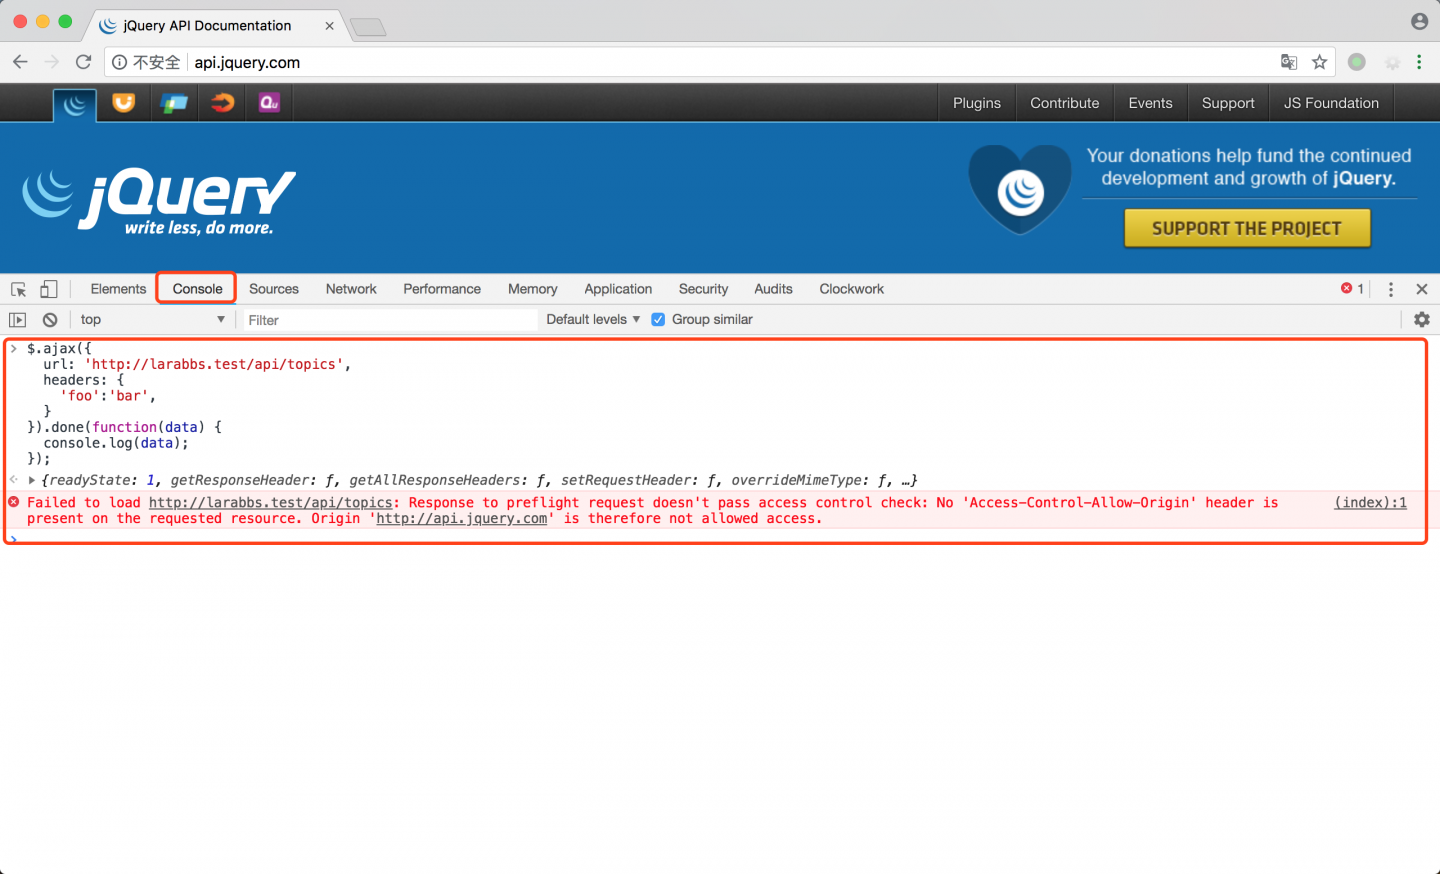 jQuery API Documentation
不安全 api.jquery.com
Qu
Plugins Contribute Events Support JS Foundation
Your donations help fund the continued
development and growth of jQuery.
jQuery
write less, do more.
SUPPORT THE PROJECT
Elements Console Sources Network Performance Memory Application Security Audits Clockwork 1
top Filter Default levels Group similar
$.ajax({
url: 'http://larabbs.test/api/topics',
headers: {
'foo':'bar',
}
}).done(function(data) {
console.log(data);
});
{readyState: 1, getResponseHeader: ƒ, getAllResponseHeaders: ƒ, setRequestHeader: ƒ, overrideMimeType: ƒ, …}
Failed to load http://larabbs.test/api/topics: Response to preflight request doesn't pass access control check: No 'Access-Control-Allow-Origin' header is (index):1
present on the requested resource. Origin 'http://api.jquery.com' is therefore not allowed access.